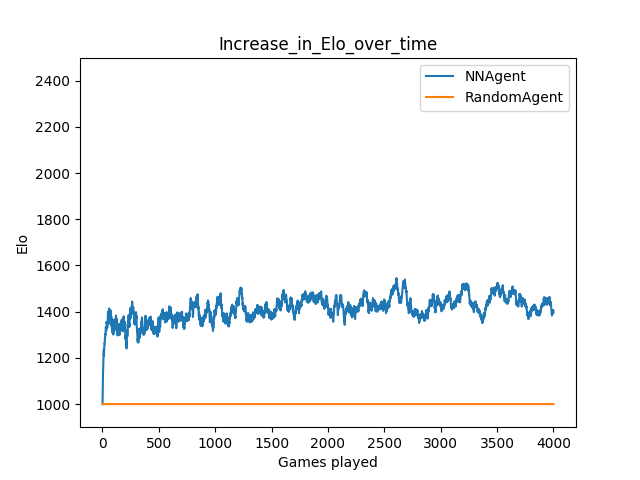 Increase_in_Elo_over_time
NNAgent
RandomAgent
2400
2200
2000
1800
1600
1400
1200
1000
Elo
0 500 1000 1500 2000 2500 3000 3500 4000
Games played